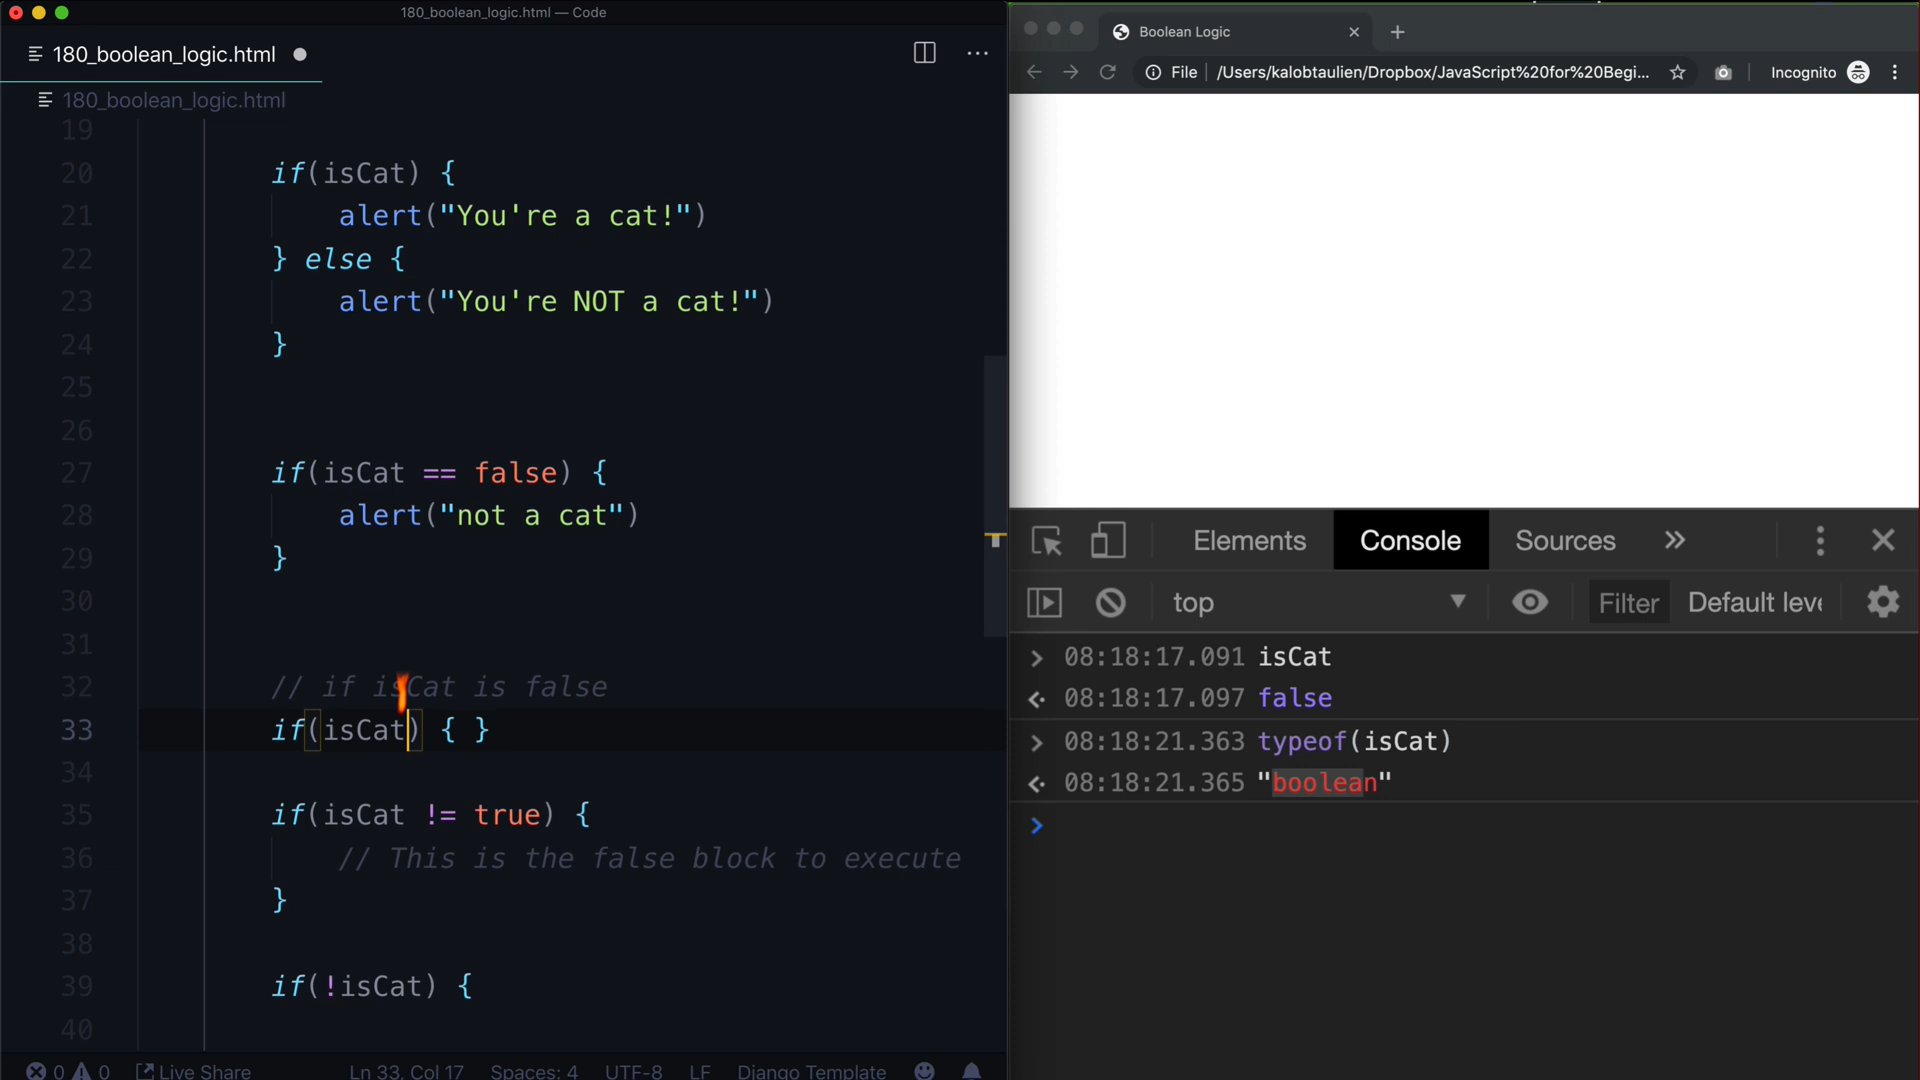 180_boolean_logic.html — Code
180_boolean_logic.html
180_boolean_logic.html
19
20 if(isCat) {
21 alert("You're a cat!")
22 } else {
23 alert("You're NOT a cat!")
24 }
25
26
27 if(isCat == false) {
28 alert("not a cat")
29 }
30
31
32 // if isCat is false
33 if(isCat) { }
34
35 if(isCat != true) {
36 // This is the false block to execute
37 }
38
39 if(!isCat) {
40
0 0 Live Share Ln 33, Col 17 Spaces: 4 UTF-8 LF Django Template
Boolean Logic
File /Users/kalobtaulien/Dropbox/JavaScript%20for%20Begi... Incognito
Elements Console Sources »
top Filter Default leve
08:18:17.091 isCat
08:18:17.097 false
08:18:21.363 typeof(isCat)
08:18:21.365 "boolean"